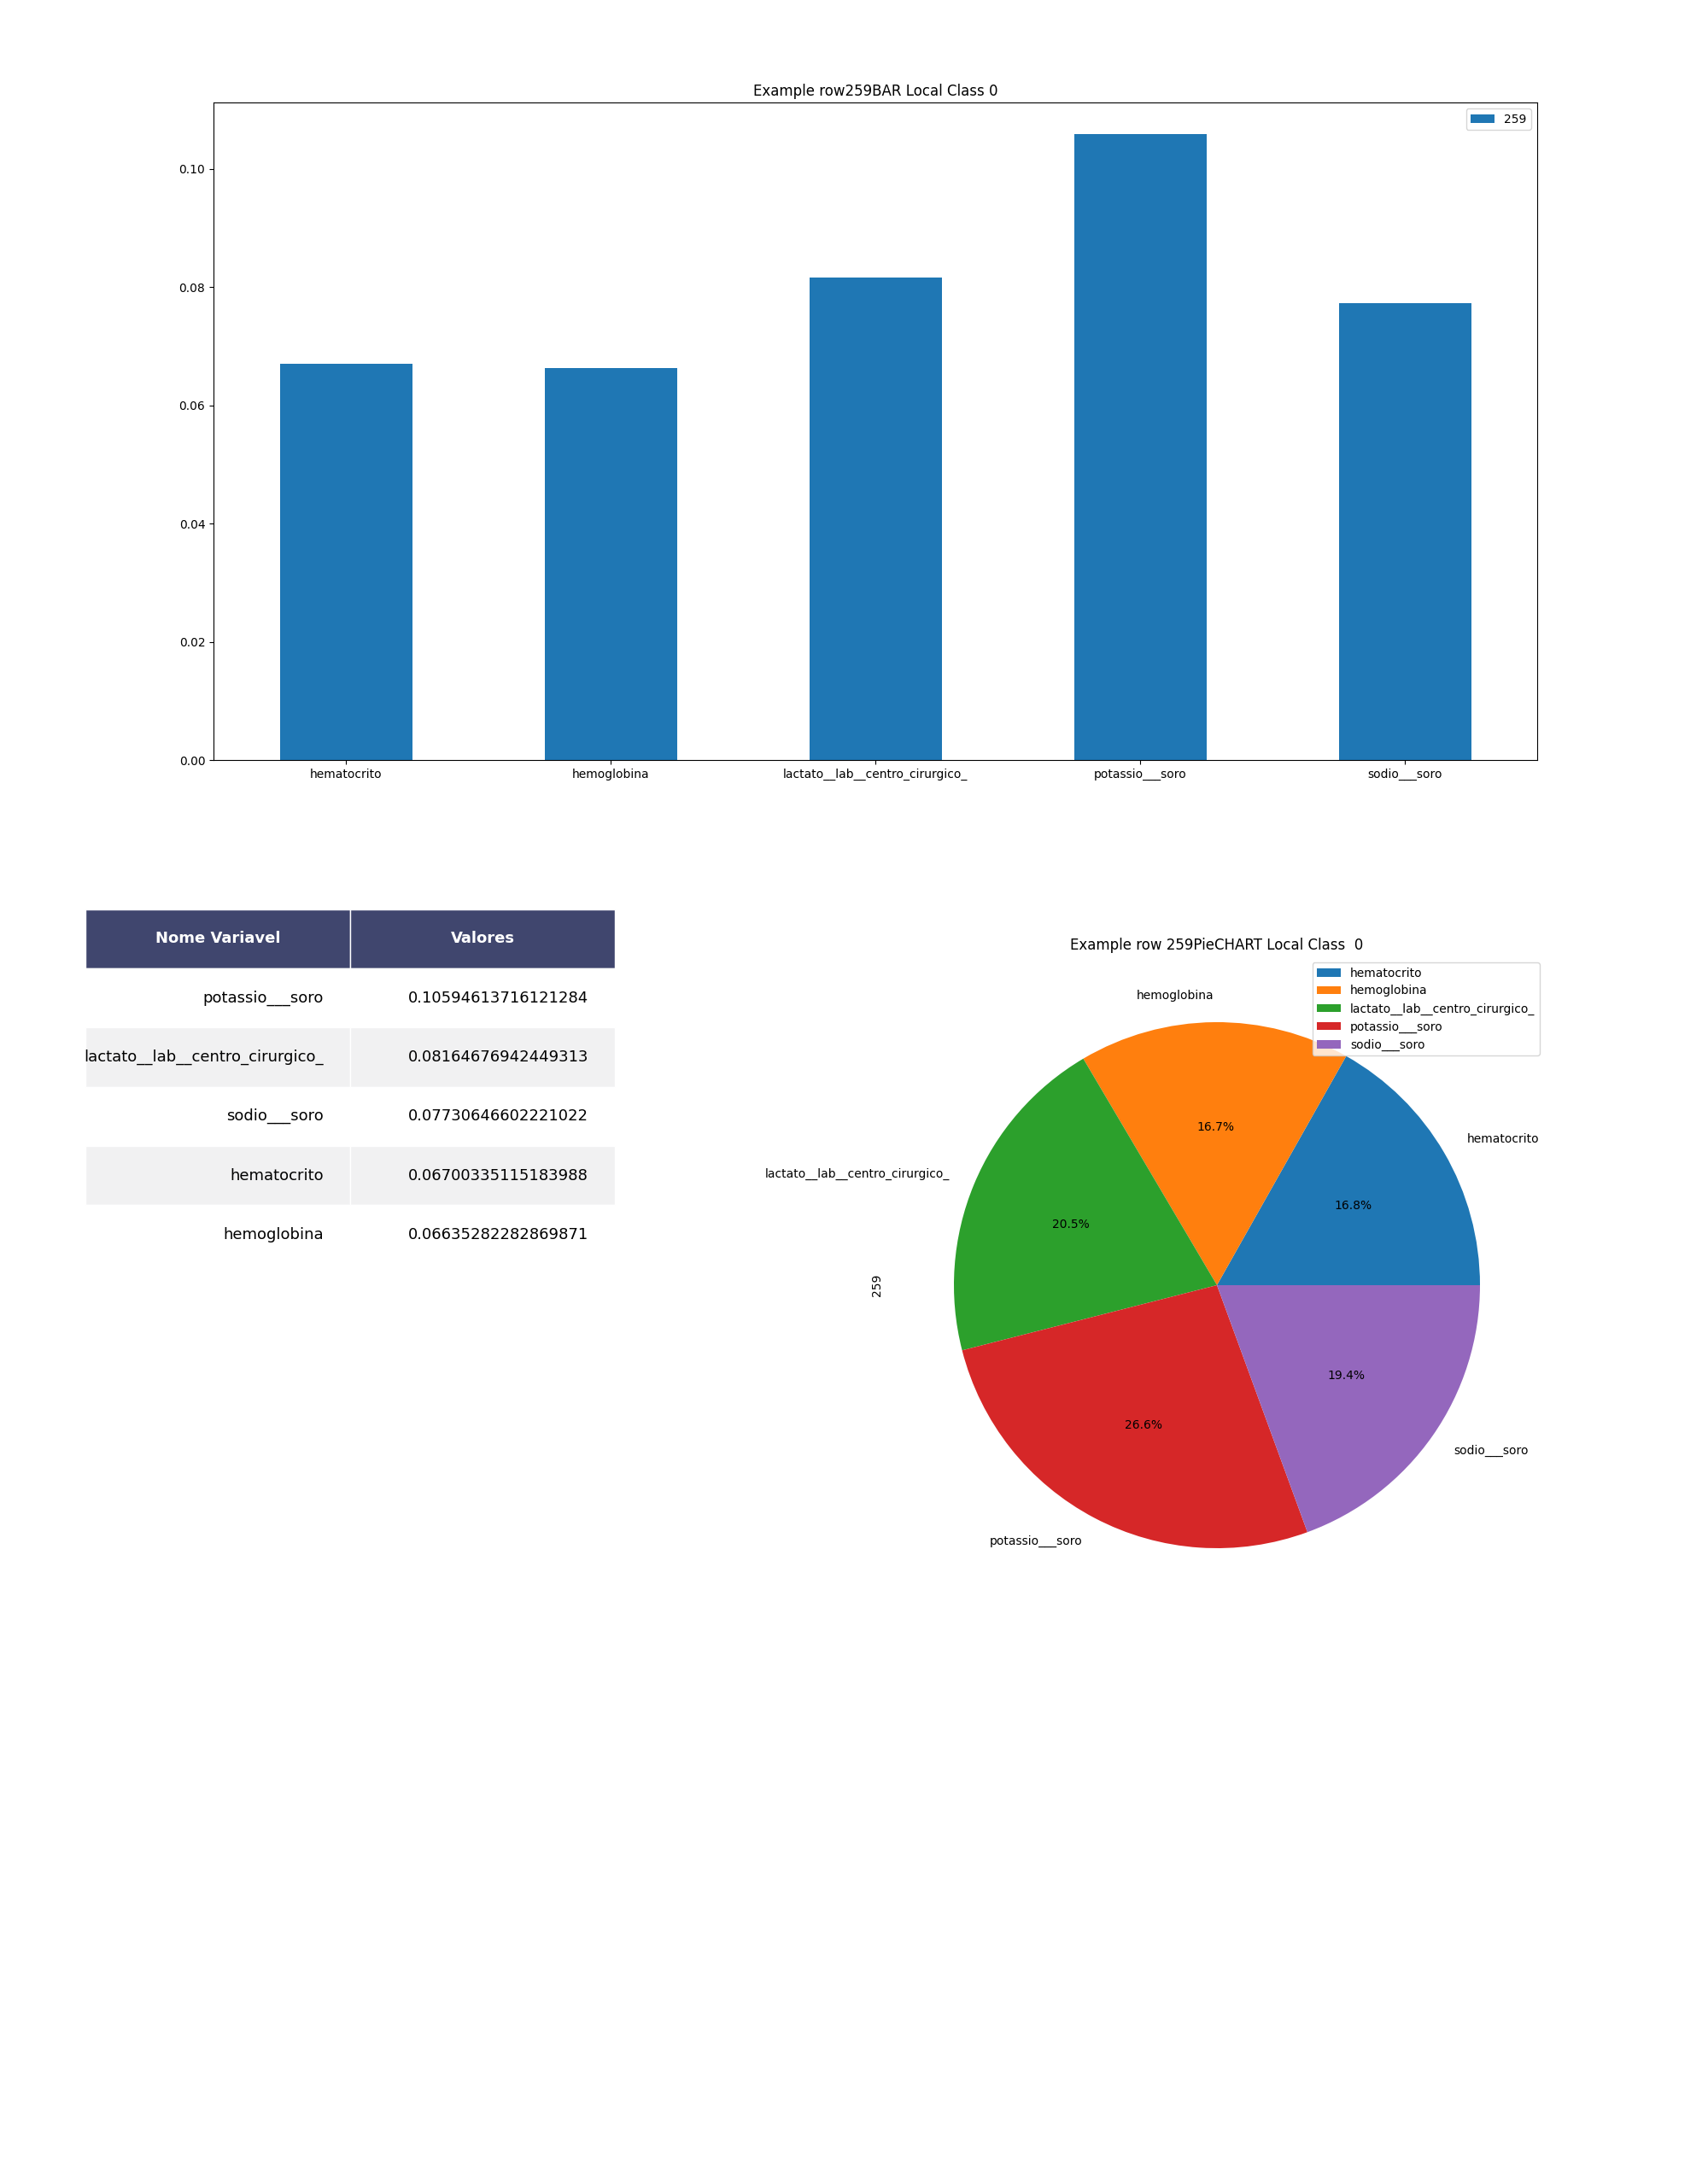 Example row259BAR Local Class 0
259
0.10
0.08
0.06
0.04
0.02
0.00
hematocrito hemoglobina lactato__lab__centro_cirurgico_ potassio___soro sodio___soro
Nome Variavel Valores
potassio___soro 0.10594613716121284
lactato__lab__centro_cirurgico_ 0.08164676942449313
sodio___soro 0.07730646602221022
hematocrito 0.06700335115183988
hemoglobina 0.06635282282869871
Example row 259PieCHART Local Class  0
hematocrito
hemoglobina
lactato__lab__centro_cirurgico_
potassio___soro
sodio___soro
hemoglobina
hematocrito
lactato__lab__centro_cirurgico_
potassio___soro
sodio___soro
16.7%
16.8%
20.5%
19.4%
26.6%
259